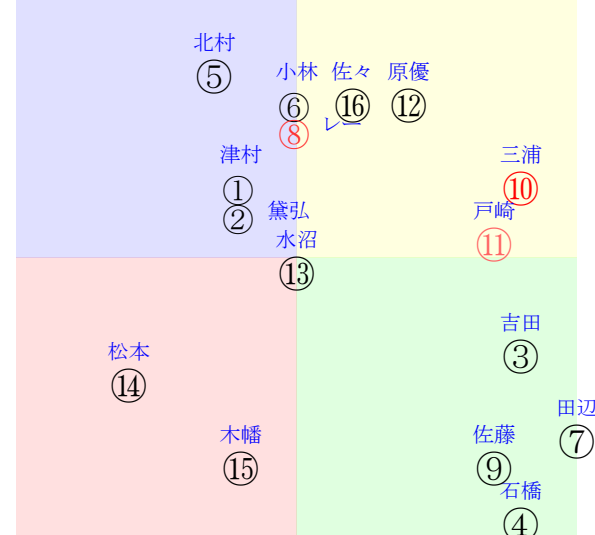 北村
⑤
小林 佐々 原優
⑥ ⑯ ⑫
⑧ レー
津村 三浦
① ⑩
② 黛弘 戸崎
水沼 ⑪
⑬
吉田
松本 ③
⑭
田辺
木幡 佐藤 ⑦
⑮ ⑨
石橋
④